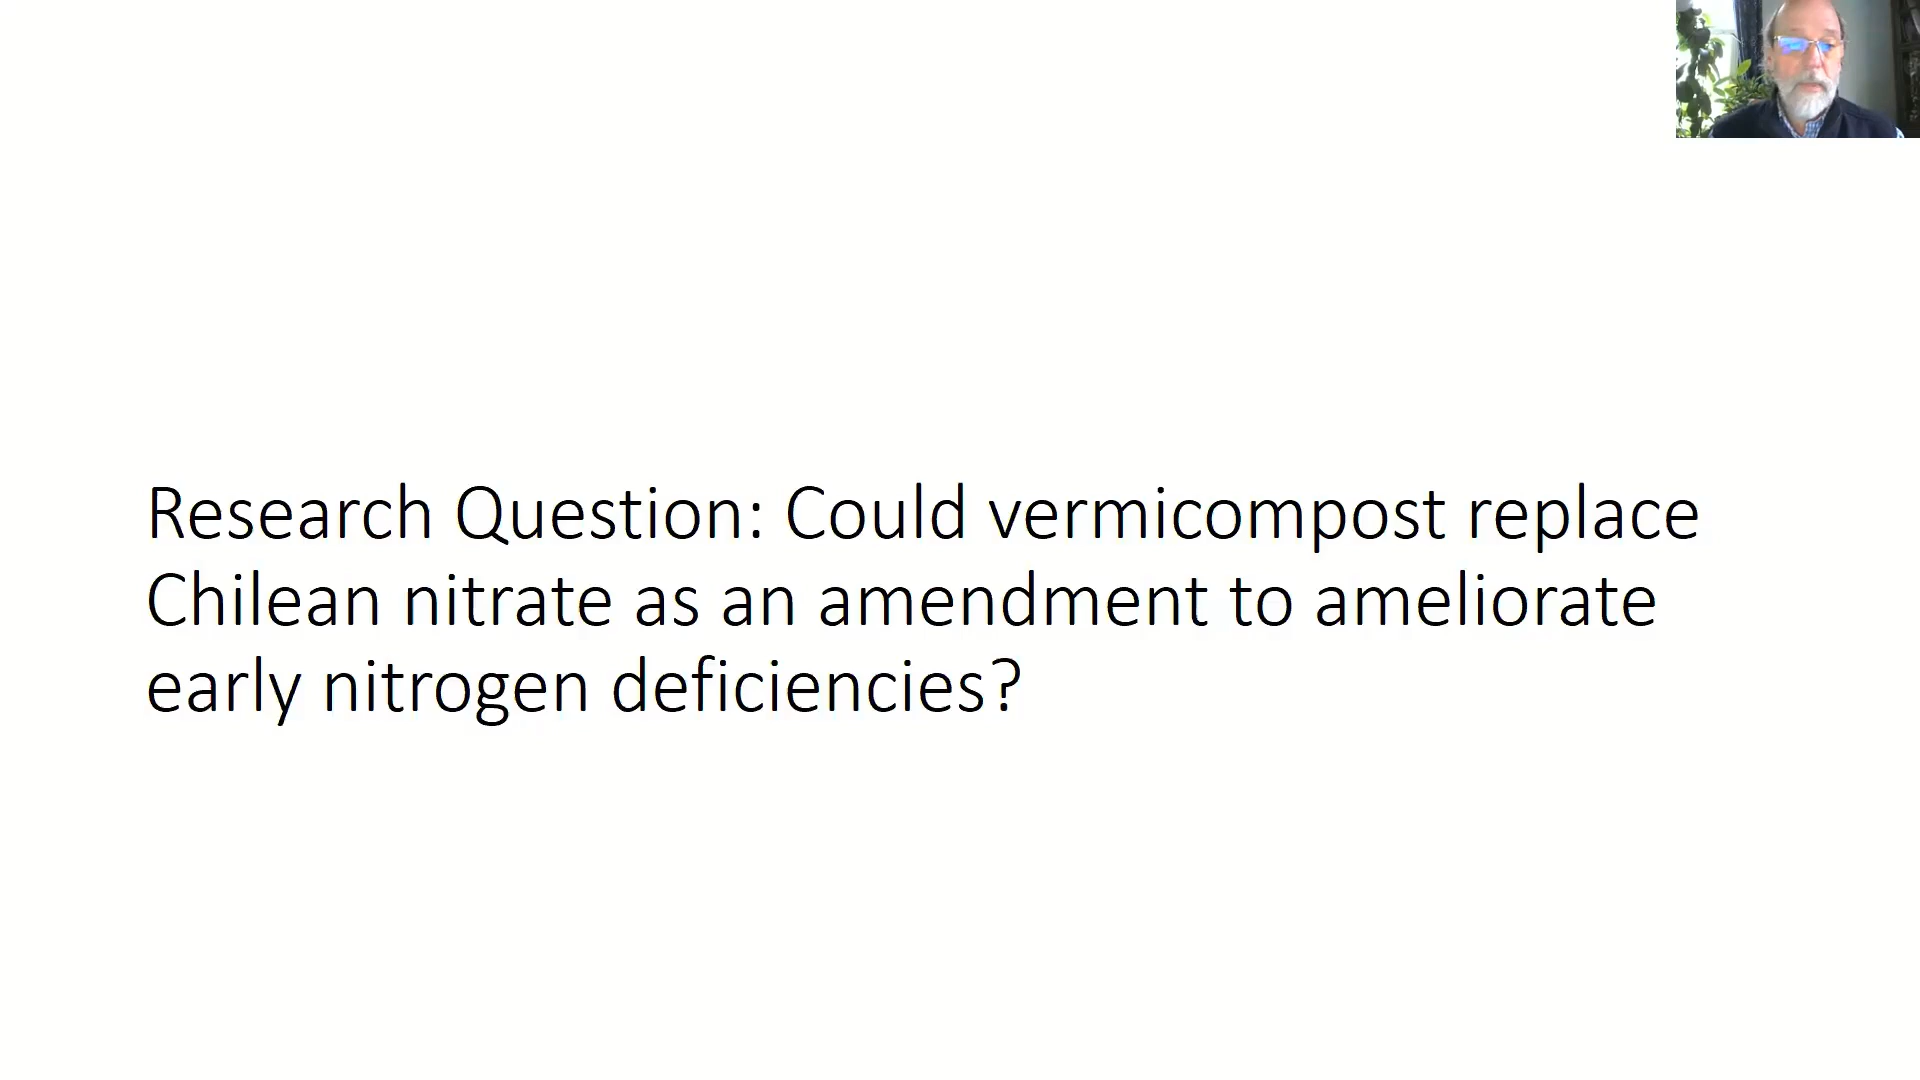 Research Question: Could vermicompost replace
Chilean nitrate as an amendment to ameliorate
early nitrogen deficiencies?